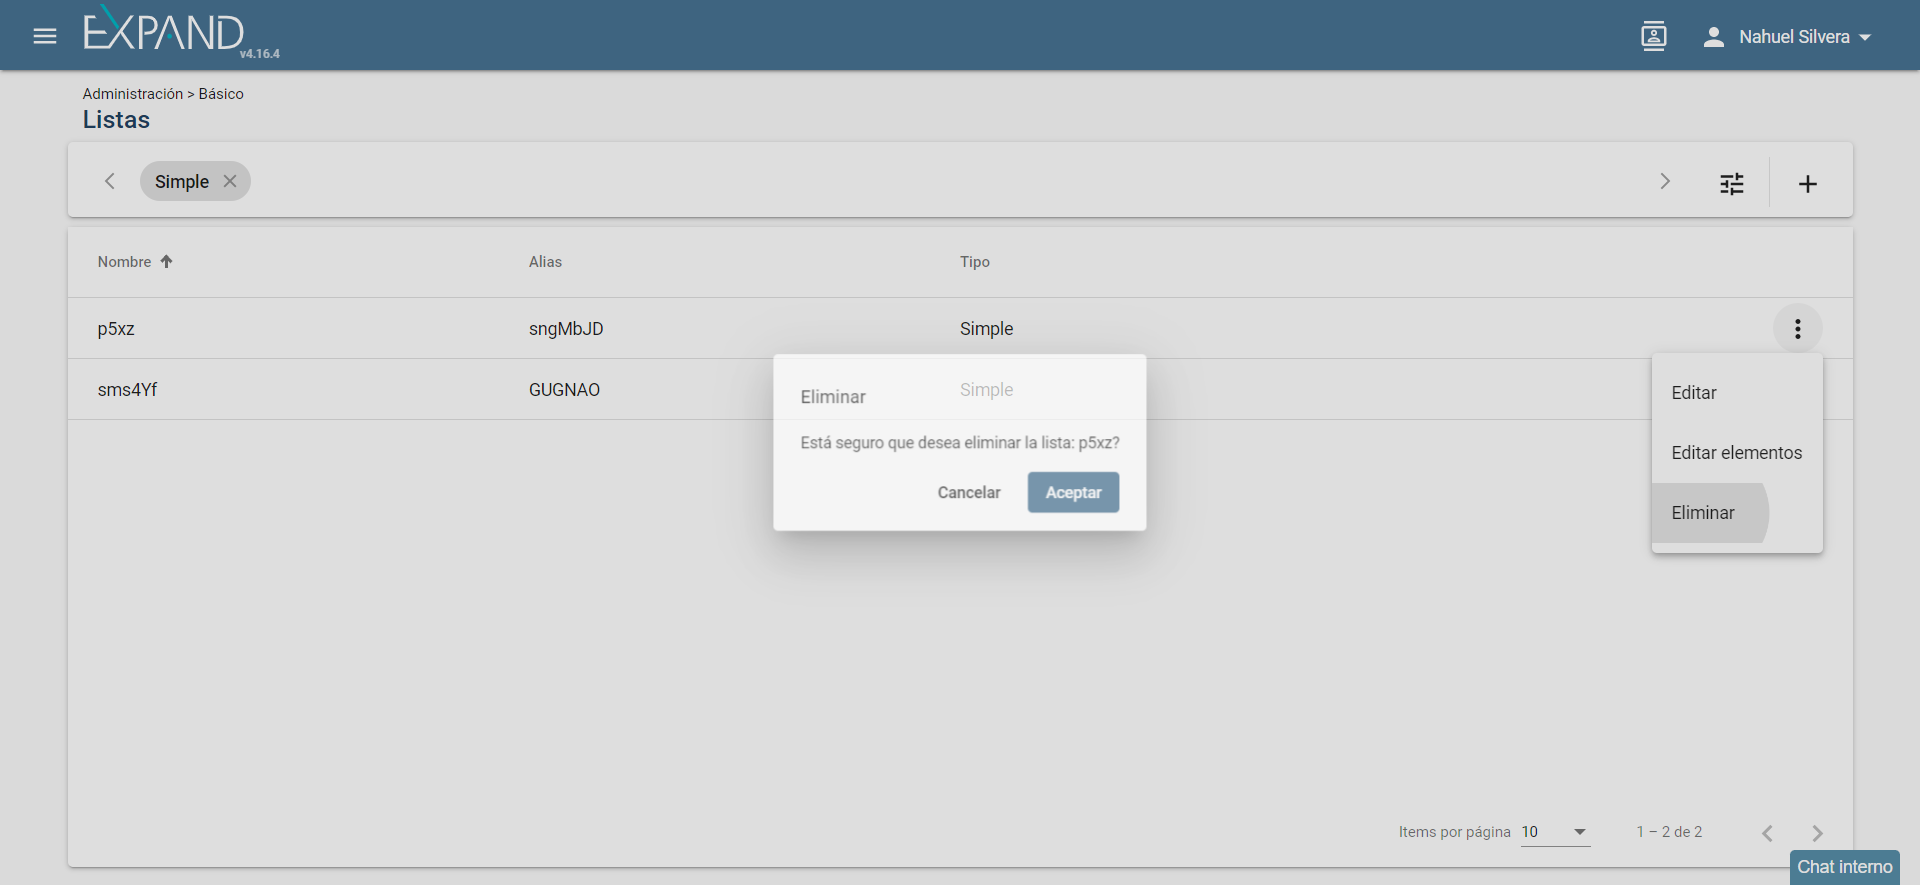 EXPAND
v4.16.4
Nahuel Silvera
Administración > Básico
Listas
Simple
Nombre Alias Tipo
p5xz sngMbJD Simple
sms4Yf GUGNAO Simple
Editar
Editar elementos
Eliminar
Eliminar
Está seguro que desea eliminar la lista: p5xz?
Cancelar Aceptar
Items por página 10 1 – 2 de 2
Chat interno